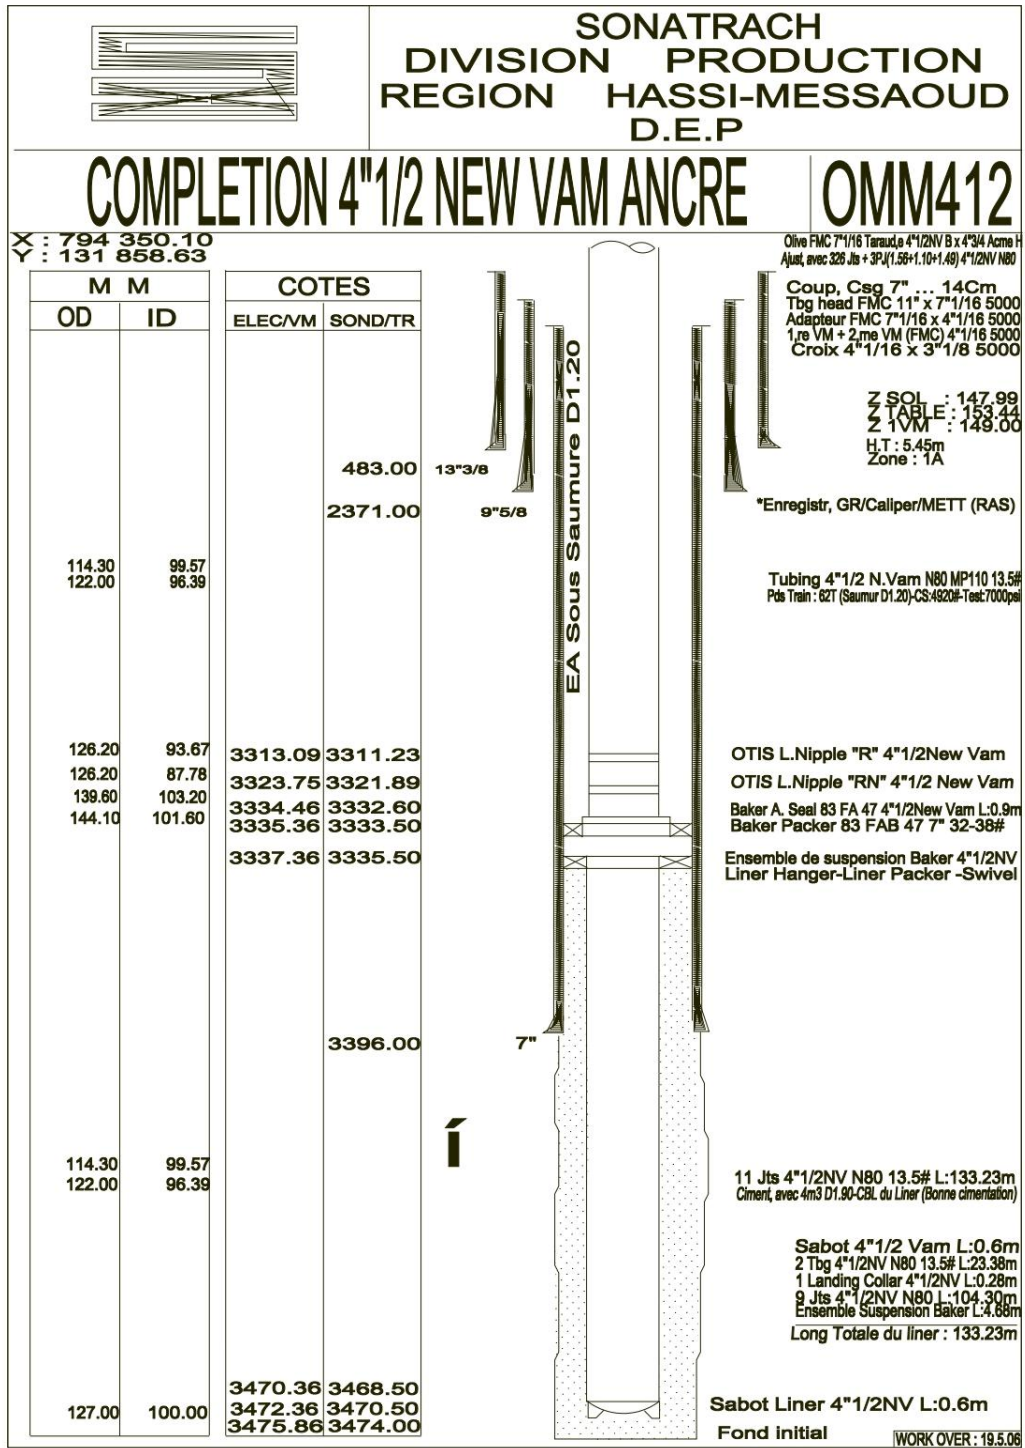 SONATRACH
DIVISION PRODUCTION
REGION HASSI-MESSAOUD
D.E.P
COMPLETION 4"1/2 NEW VAM ANCRE
OMM412
X : 794 350.10
Y : 131 858.63
Olive FMC 7"1/16 Taraud,e 4"1/2NV B x 4"3/4 Acme H
Ajust, avec 326 Jts + 3PJ(1.56+1.10+1.49) 4"1/2NV N80
M M
COTES
OD
ID
ELEC/VM
SOND/TR
Coup, Csg 7" ... 14Cm
Tbg head FMC 11" x 7"1/16 5000
Adapteur FMC 7"1/16 x 4"1/16 5000
1,re VM + 2,me VM (FMC) 4"1/16 5000
Croix 4"1/16 x 3"1/8 5000
Z SOL : 147.99
Z TABLE : 153.44
Z 1VM : 149.00
H.T : 5.45m
Zone : 1A
EA Sous Saumure D1.20
483.00 13"3/8
2371.00 9"5/8
*Enregistr, GR/Caliper/METT (RAS)
114.30 99.57
122.00 96.39
Tubing 4"1/2 N.Vam N80 MP110 13.5#
Pds Train : 62T (Saumur D1.20)-CS:4920#-Test:7000psi
126.20 93.67 3313.09 3311.23 OTIS L.Nipple "R" 4"1/2New Vam
126.20 87.78 3323.75 3321.89 OTIS L.Nipple "RN" 4"1/2 New Vam
139.60 103.20 3334.46 3332.60 Baker A. Seal 83 FA 47 4"1/2New Vam L:0.9m
144.10 101.60 3335.36 3333.50 Baker Packer 83 FAB 47 7" 32-38#
3337.36 3335.50 Ensemble de suspension Baker 4"1/2NV
Liner Hanger-Liner Packer -Swivel
3396.00 7"
Í
114.30 99.57 11 Jts 4"1/2NV N80 13.5# L:133.23m
122.00 96.39 Ciment, avec 4m3 D1.90-CBL du Liner (Bonne cimentation)
Sabot 4"1/2 Vam L:0.6m
2 Tbg 4"1/2NV N80 13.5# L:23.38m
1 Landing Collar 4"1/2NV L:0.28m
9 Jts 4"1/2NV N80 L:104.30m
Ensemble Suspension Baker L:4.68m
Long Totale du liner : 133.23m
3470.36 3468.50
127.00 100.00 3472.36 3470.50 Sabot Liner 4"1/2NV L:0.6m
3475.86 3474.00 Fond initial
WORK OVER : 19.5.06